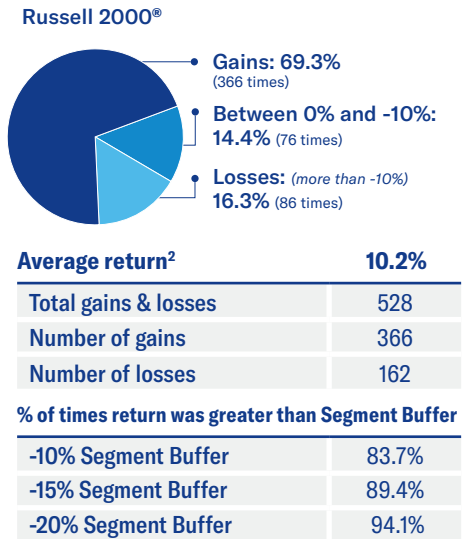 Russell 2000®
Gains: 69.3%
(366 times)
Between 0% and -10%:
14.4% (76 times)
Losses: (more than -10%)
16.3% (86 times)
Average return² 10.2%
Total gains & losses 528
Number of gains 366
Number of losses 162
% of times return was greater than Segment Buffer
-10% Segment Buffer 83.7%
-15% Segment Buffer 89.4%
-20% Segment Buffer 94.1%